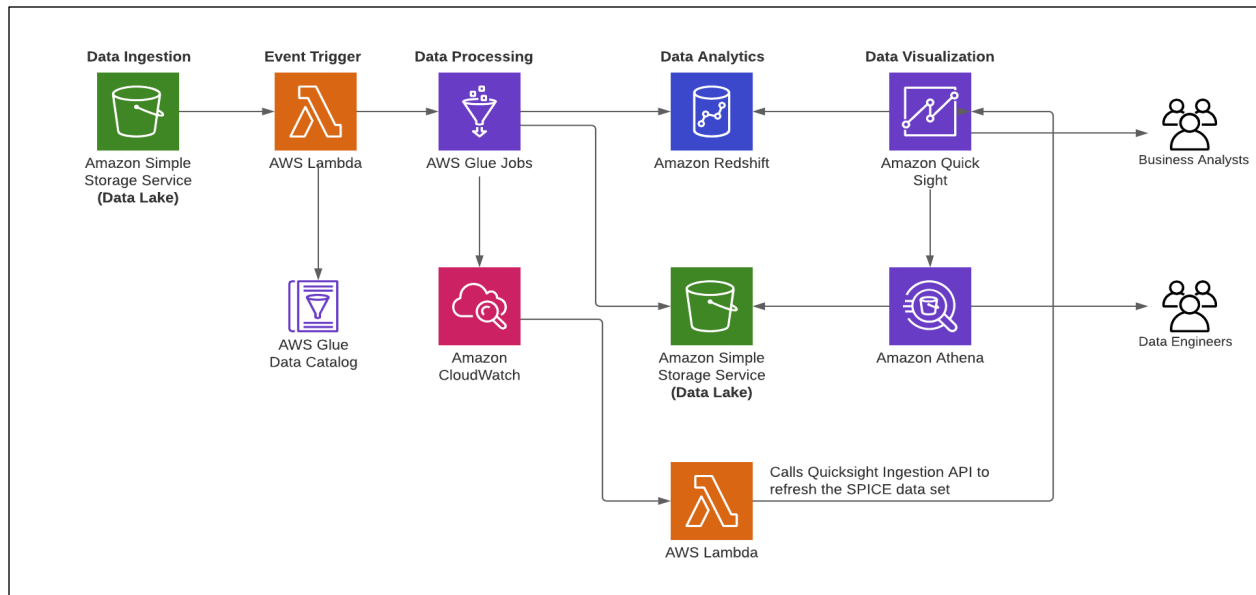 Data Ingestion
Event Trigger
Data Processing
Data Analytics
Data Visualization
Amazon Simple
Storage Service
(Data Lake)
AWS Lambda
AWS Glue Jobs
Amazon Redshift
Amazon Quick
Sight
Business Analysts
AWS Glue
Data Catalog
Amazon
CloudWatch
Amazon Simple
Storage Service
(Data Lake)
Amazon Athena
Data Engineers
Calls Quicksight Ingestion API to
refresh the SPICE data set
AWS Lambda